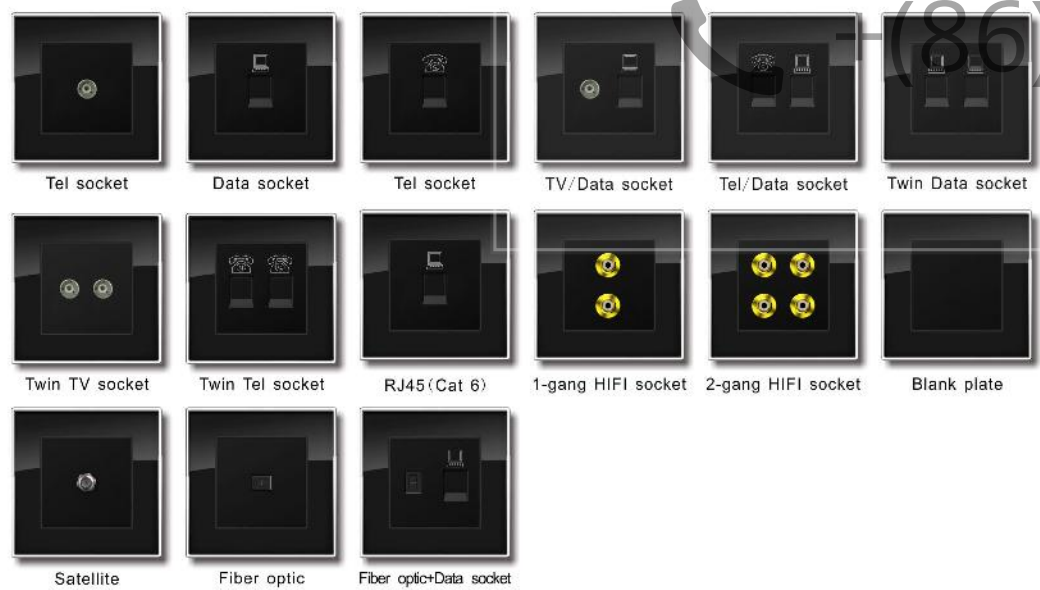 +(86)
Tel socket
Data socket
Tel socket
TV/Data socket
Tel/Data socket
Twin Data socket
Twin TV socket
Twin Tel socket
RJ45(Cat 6)
1-gang HIFI socket
2-gang HIFI socket
Blank plate
Satellite
Fiber optic
Fiber optic+Data socket